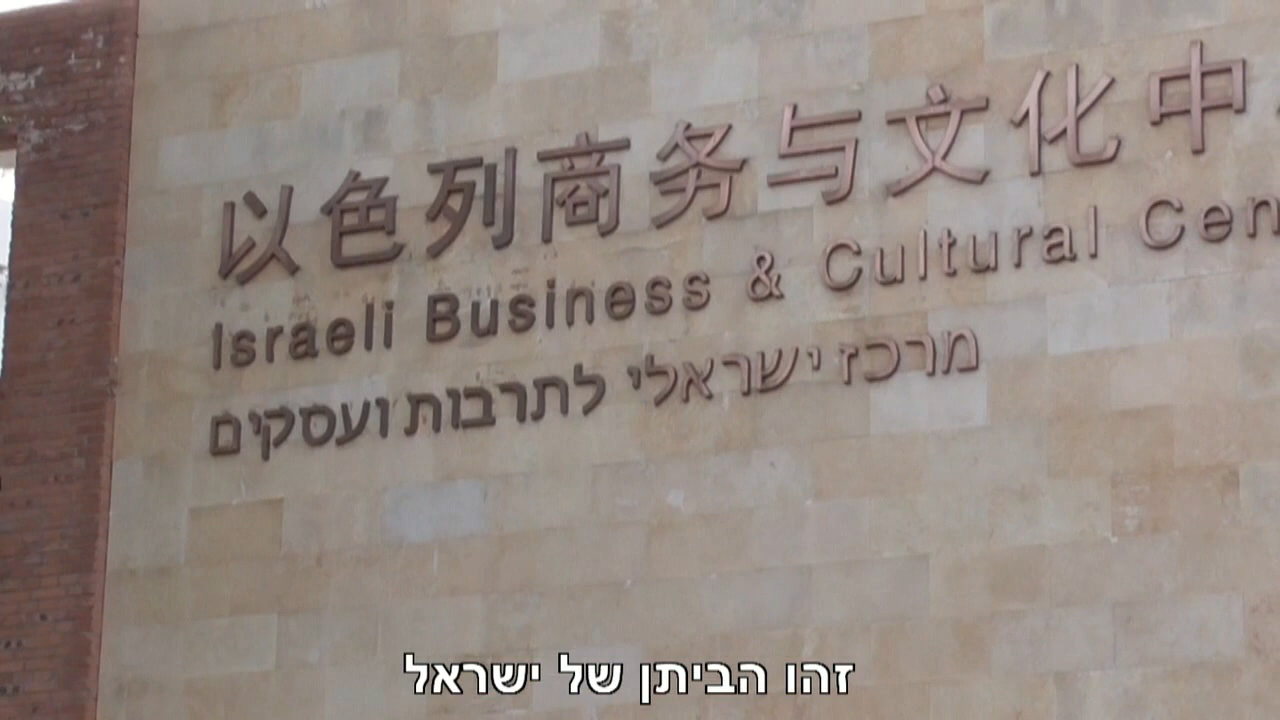 以色列商务与文化中
Israeli Business & Cultural Cen
מרכז ישראלי לתרבות ועסקים
זהו הביתן של ישראל